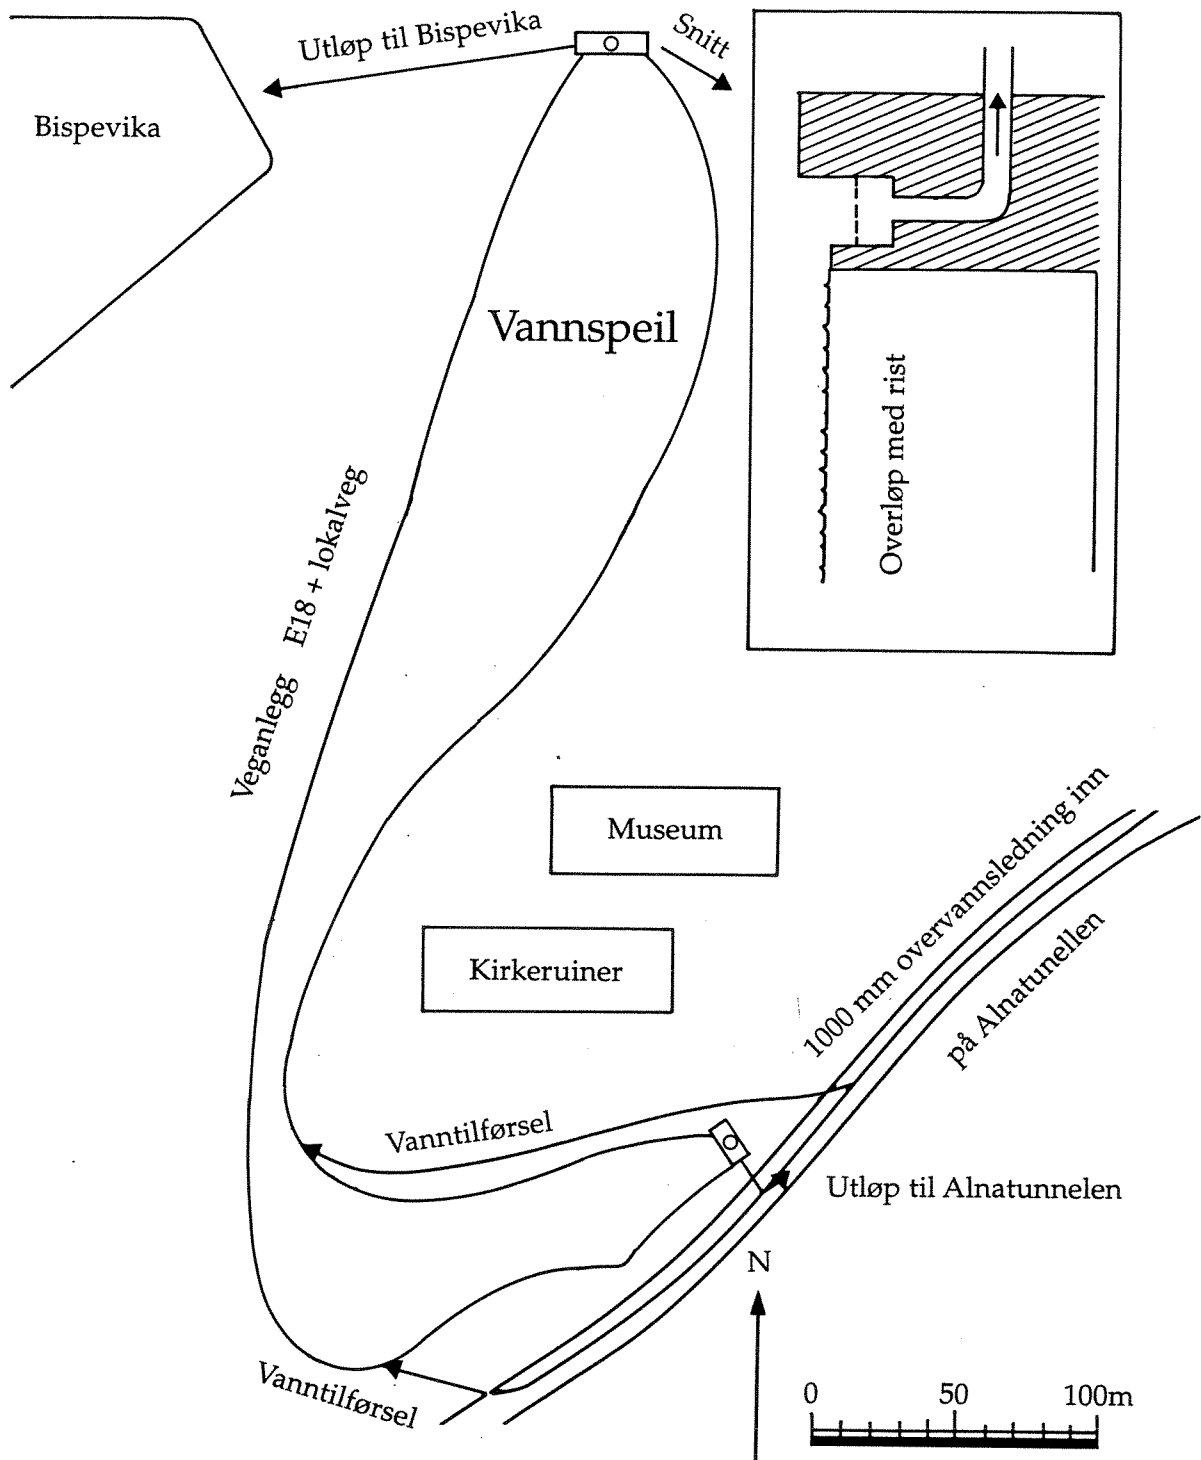 Utløp til Bispevika
Snitt
Bispevika
Vannspeil
Overløp med rist
Veganlegg E18 + lokalveg
Museum
Kirkeruiner
1000 mm overvannsledning inn
på Alnatunellen
Vanntilførsel
Utløp til Alnatunnelen
N
Vanntilførsel
0 50 100m